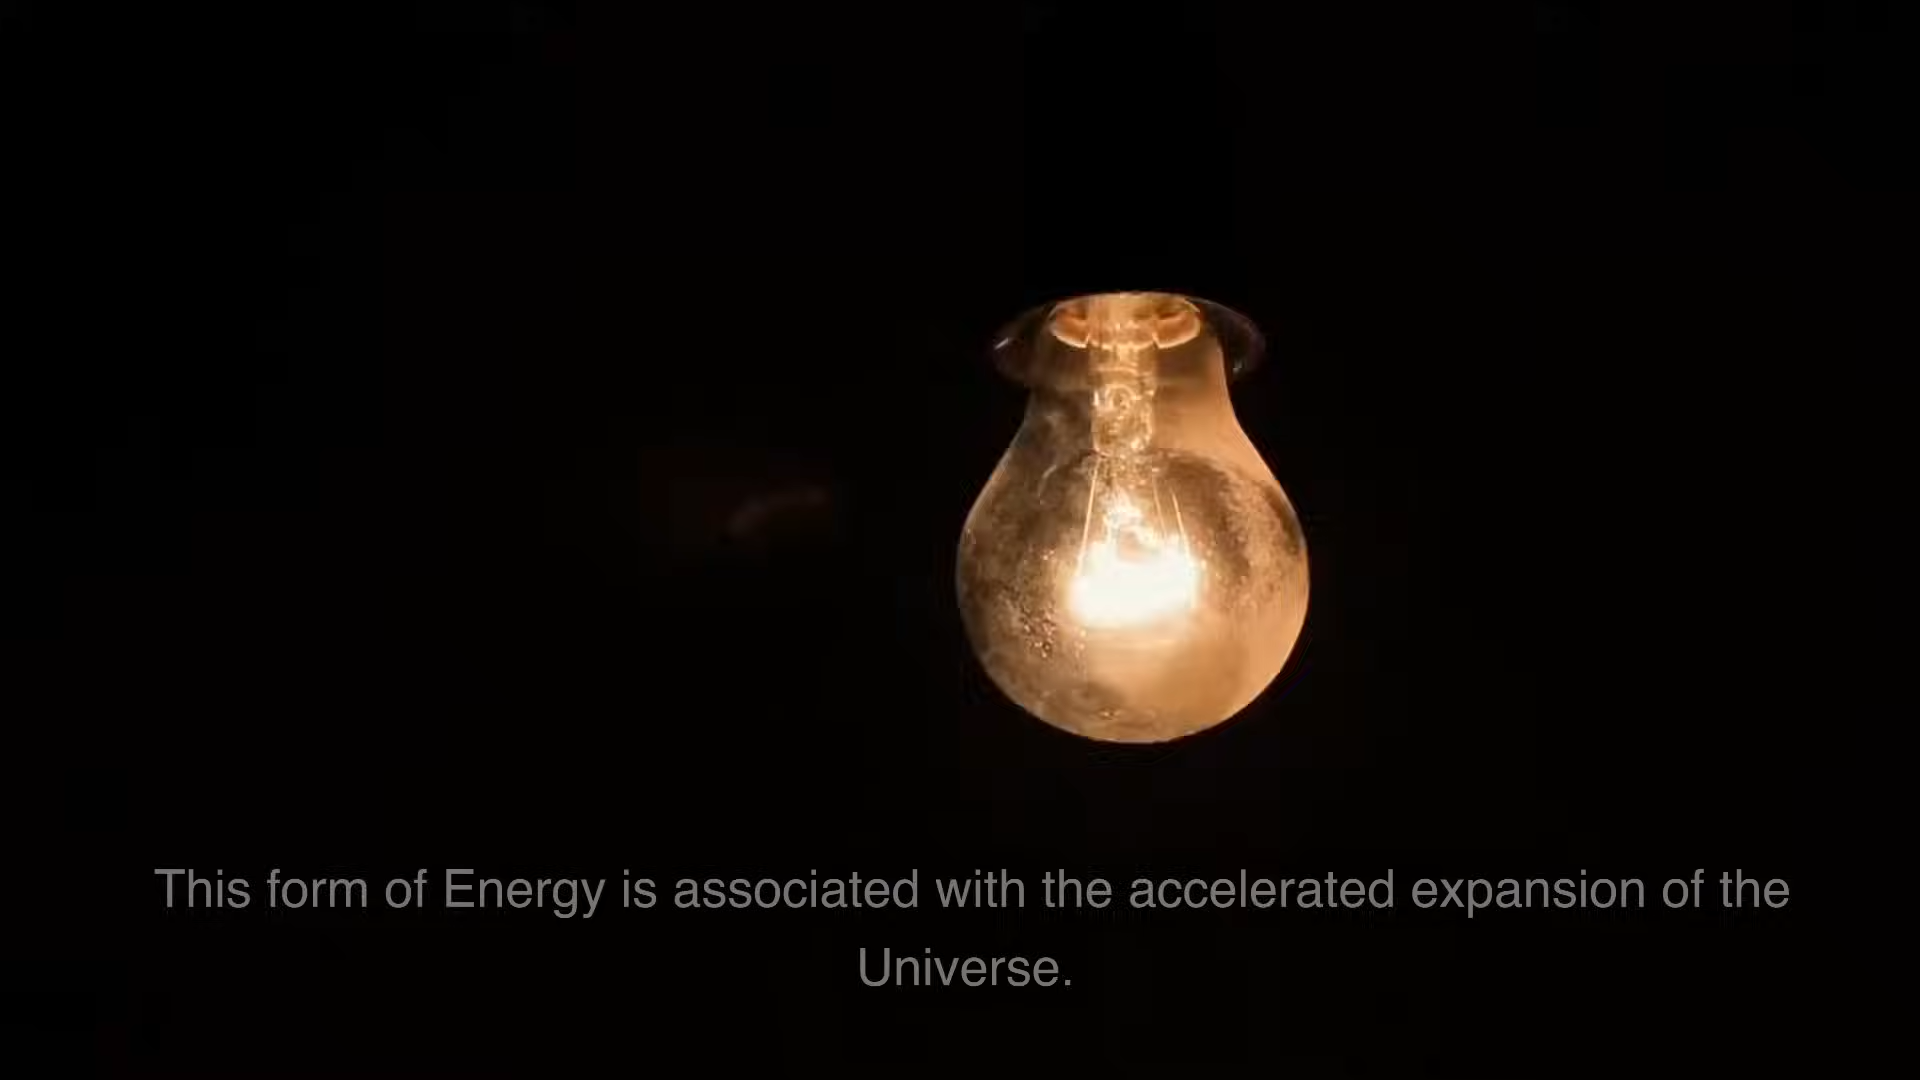 This form of Energy is associated with the accelerated expansion of the
Universe.